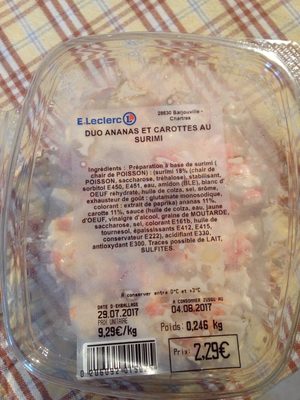 E.Leclerc L
28630 Barjouville -
Chartres
DUO ANANAS ET CAROTTES AU
SURIMI
Ingrédients : Préparation à base de surimi (
chair de POISSON) : (surimi 18% (chair de
POISSON, saccharose, tréhalose), stabilisant,
sorbitol E450, E451, eau, amidon (BLE), blanc
d'OEUF réhydraté, huile de colza, sel, arôme,
exhausteur de goût : glutamate monosodique,
colorant : extrait de paprika) ananas 11%,
carotte 11%, sauce (huile de colza, eau, jaune
d'OEUF, vinaigre d'alcool, graine de MOUTARDE,
saccharose, sel, colorant E161b, huile de
tournesol, épaississants E412, E415,
conservateur E222), acidifiant E330,
antioxydant E300. Traces possible de LAIT,
SULFITES.
A conserver entre 0°C et +3°C
DATE D'EMBALLAGE
29.07.2017
A CONSOMMER JUSQU'AU
04.08.2017
PRIX UNITAIRE
9,29€/kg
Poids: 0,246 kg
Prix: 2,29€